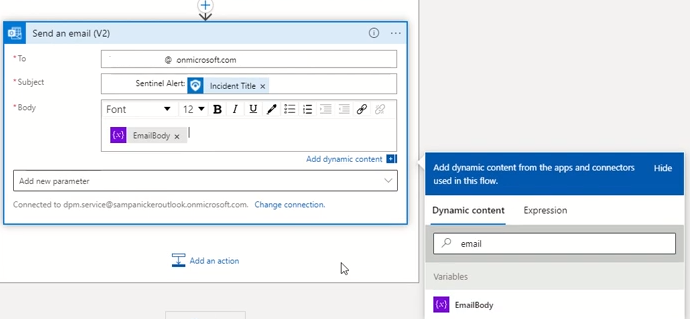 Send an email (V2)
* To
@ onmicrosoft.com
* Subject
Sentinel Alert: Incident Title ×
* Body
Font 12 B I U
{x} EmailBody ×
Add dynamic content
Add new parameter
Connected to dpm.service@sampanickeroutlook.onmicrosoft.com. Change connection.
Add an action
Add dynamic content from the apps and connectors used in this flow.
Hide
Dynamic content Expression
email
Variables
{x} EmailBody